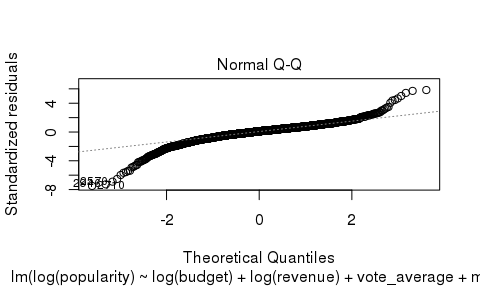 Normal Q-Q
Standardized residuals
4
0
-4
-8
-2
0
2
Theoretical Quantiles
lm(log(popularity) ~ log(budget) + log(revenue) + vote_average + m